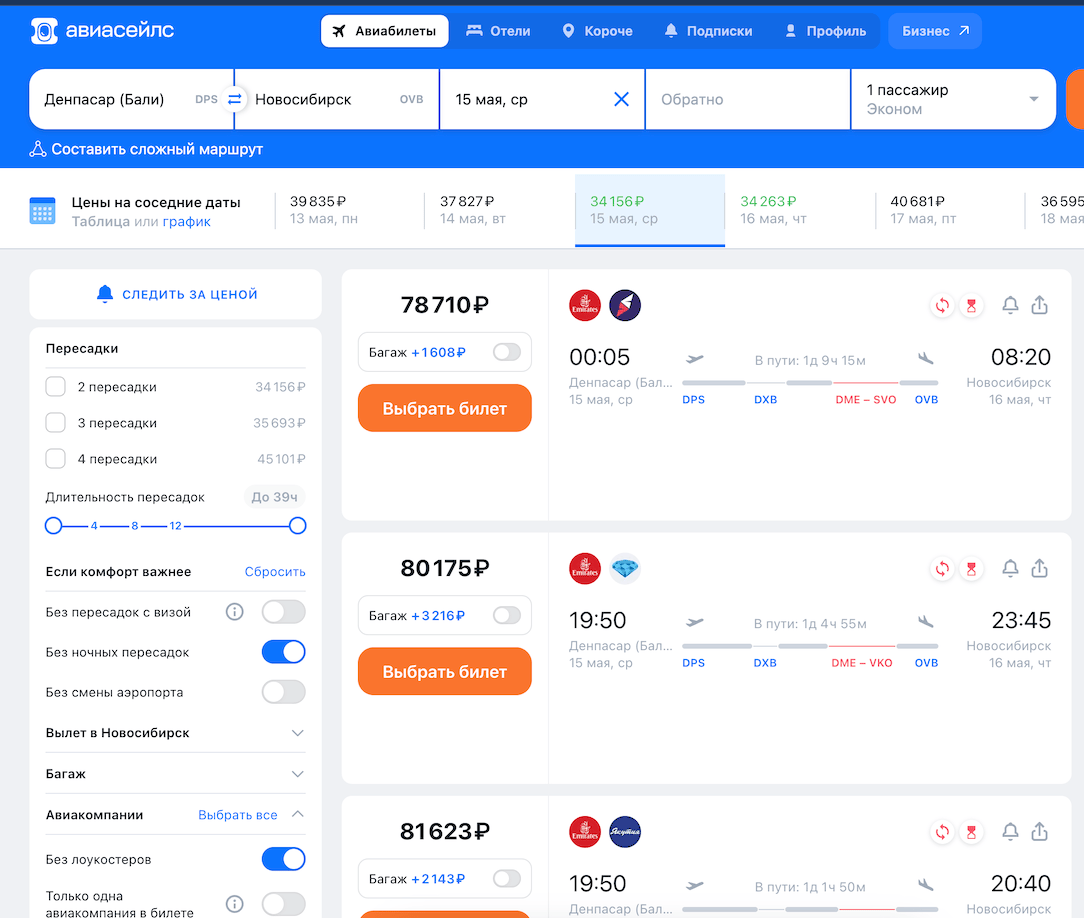 авиасейлс
Авиабилеты
Отели
Короче
Подписки
Профиль
Бизнес
Денпасар (Бали) DPS
Новосибирск OVB
15 мая, ср
Обратно
1 пассажир
Эконом
Составить сложный маршрут
Цены на соседние даты
Таблица или график
39 835 ₽
13 мая, пн
37 827 ₽
14 мая, вт
34 156 ₽
15 мая, ср
34 263 ₽
16 мая, чт
40 681 ₽
17 мая, пт
36 595
18 мая
СЛЕДИТЬ ЗА ЦЕНОЙ
Пересадки
2 пересадки 34 156 ₽
3 пересадки 35 693 ₽
4 пересадки 45 101 ₽
Длительность пересадок До 39ч
4 8 12
Если комфорт важнее Сбросить
Без пересадок с визой
Без ночных пересадок
Без смены аэропорта
Вылет в Новосибирск
Багаж
Авиакомпании Выбрать все
Без лоукостеров
Только одна
авиакомпания в билете
78 710 ₽
Багаж +1 608 ₽
Выбрать билет
Emirates
00:05
Денпасар (Бал...
15 мая, ср
В пути: 1д 9ч 15м
DPS DXB DME – SVO OVB
08:20
Новосибирск
16 мая, чт
80 175 ₽
Багаж +3 216 ₽
Выбрать билет
Emirates
19:50
Денпасар (Бал...
15 мая, ср
В пути: 1д 4ч 55м
DPS DXB DME – VKO OVB
23:45
Новосибирск
16 мая, чт
81 623 ₽
Багаж +2 143 ₽
Emirates
Якутия
19:50
Денпасар (Бал...
В пути: 1д 1ч 50м
20:40
Новосибирск